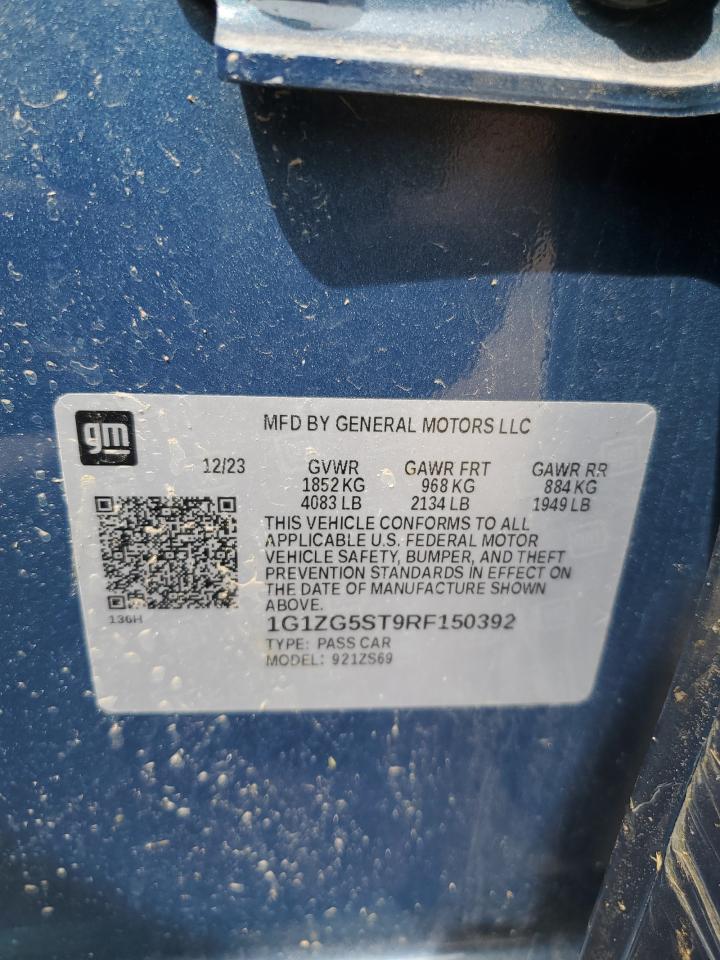 gm
MFD BY GENERAL MOTORS LLC
12/23 GVWR GAWR FRT GAWR RR
1852 KG 968 KG 884 KG
4083 LB 2134 LB 1949 LB
THIS VEHICLE CONFORMS TO ALL
APPLICABLE U.S. FEDERAL MOTOR
VEHICLE SAFETY, BUMPER, AND THEFT
PREVENTION STANDARDS IN EFFECT ON
THE DATE OF MANUFACTURE SHOWN
ABOVE.
136H
1G1ZG5ST9RF150392
TYPE: PASS CAR
MODEL: 921ZS69